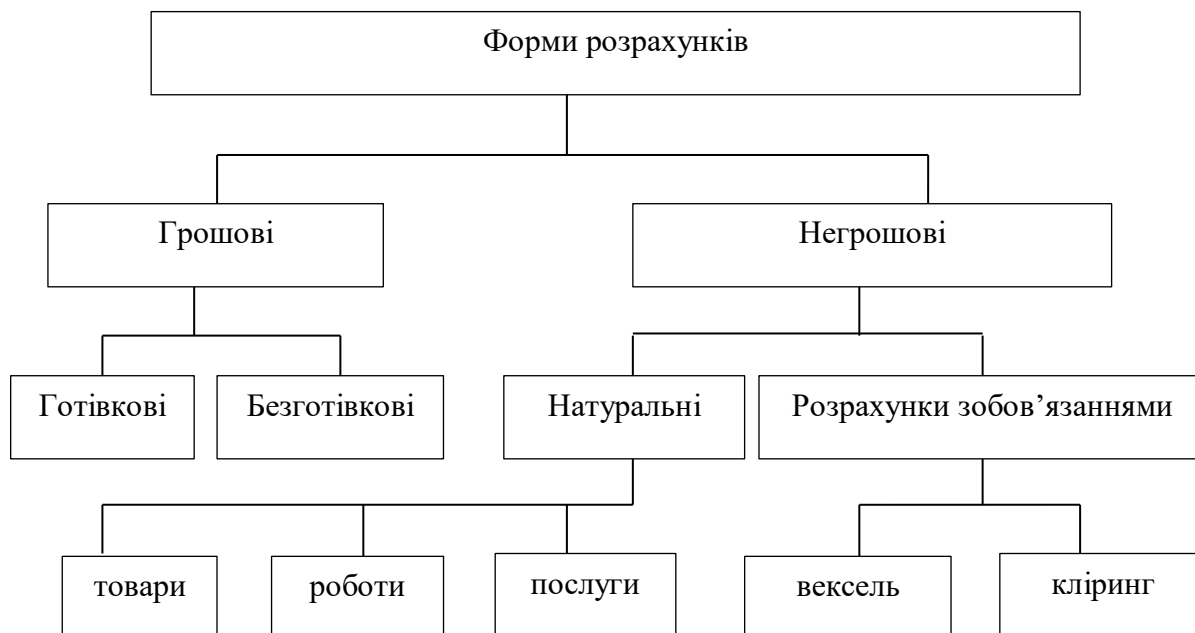 Форми розрахунків
Грошові
Негрошові
Готівкові
Безготівкові
Натуральні
Розрахунки зобов’язаннями
товари
роботи
послуги
вексель
кліринг